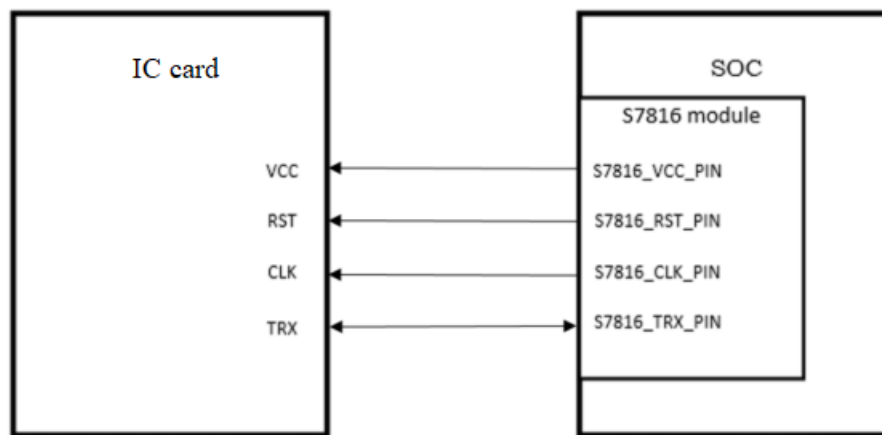 IC card
SOC
S7816 module
VCC
S7816_VCC_PIN
RST
S7816_RST_PIN
CLK
S7816_CLK_PIN
TRX
S7816_TRX_PIN